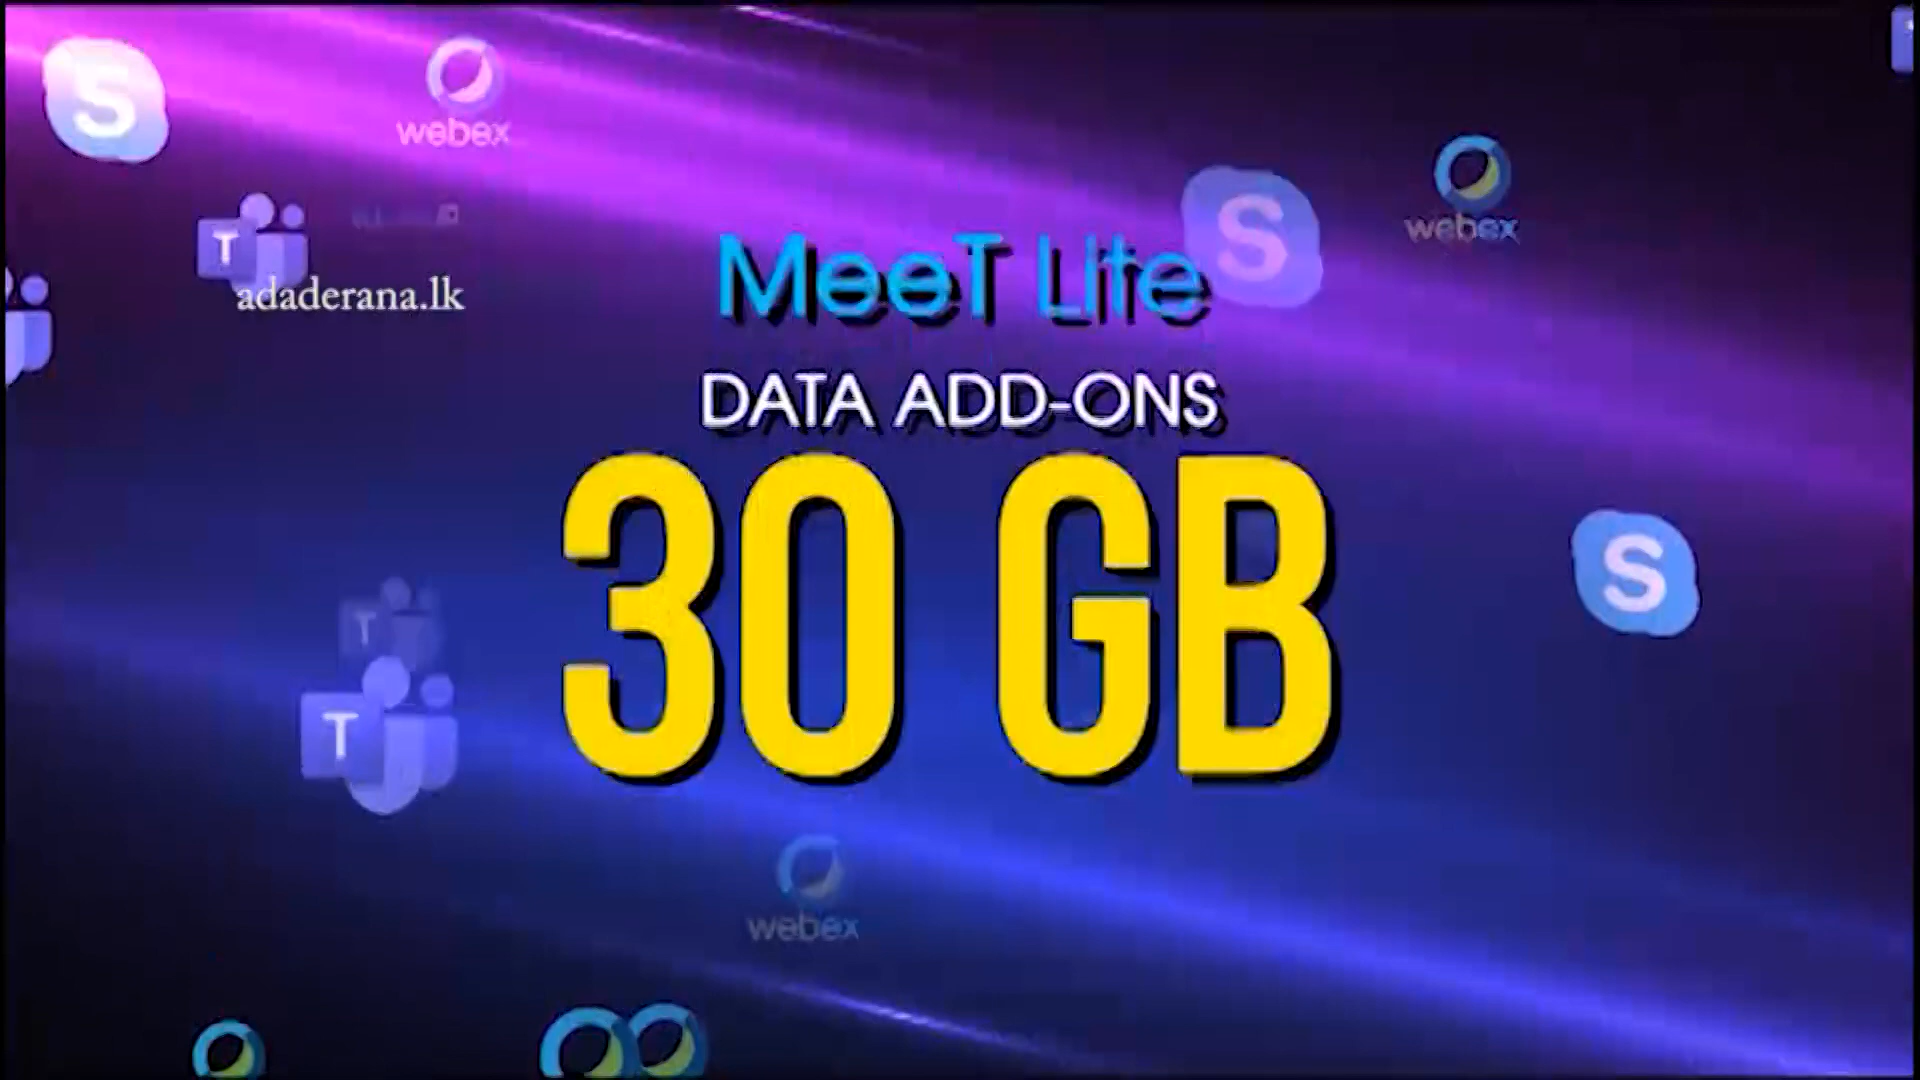 S
webex
webex
S
T
adaderana.lk
MeeT Lite
DATA ADD-ONS
30 GB
S
T
T
webex